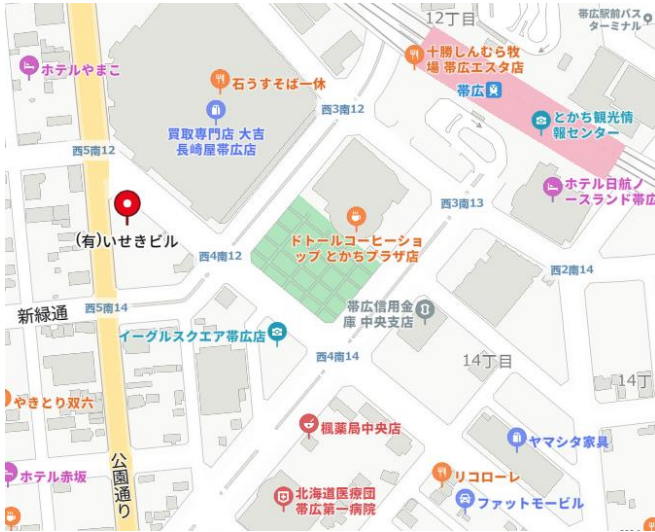 12丁目
帯広駅前バス
ターミナル
ホテルやまこ
十勝しんむら牧
場 帯広エスタ店
石うすそば一休
帯広
買取専門店 大吉
長崎屋帯広店
西3南12
とかち観光情
報センター
西5南12
ホテル日航ノ
ースランド帯広
西3南13
(有)いせきビル
西4南12
ドトールコーヒーショ
ップ とかちプラザ店
西2南14
新緑通
西5南14
帯広信用金
庫 中央支店
イーグルスクエア帯広店
西4南14
14丁目
14丁
やきとり双六
楓薬局中央店
ヤマシタ家具
公園通り
ホテル赤坂
リコローレ
北海道医療団
帯広第一病院
ファットモービル